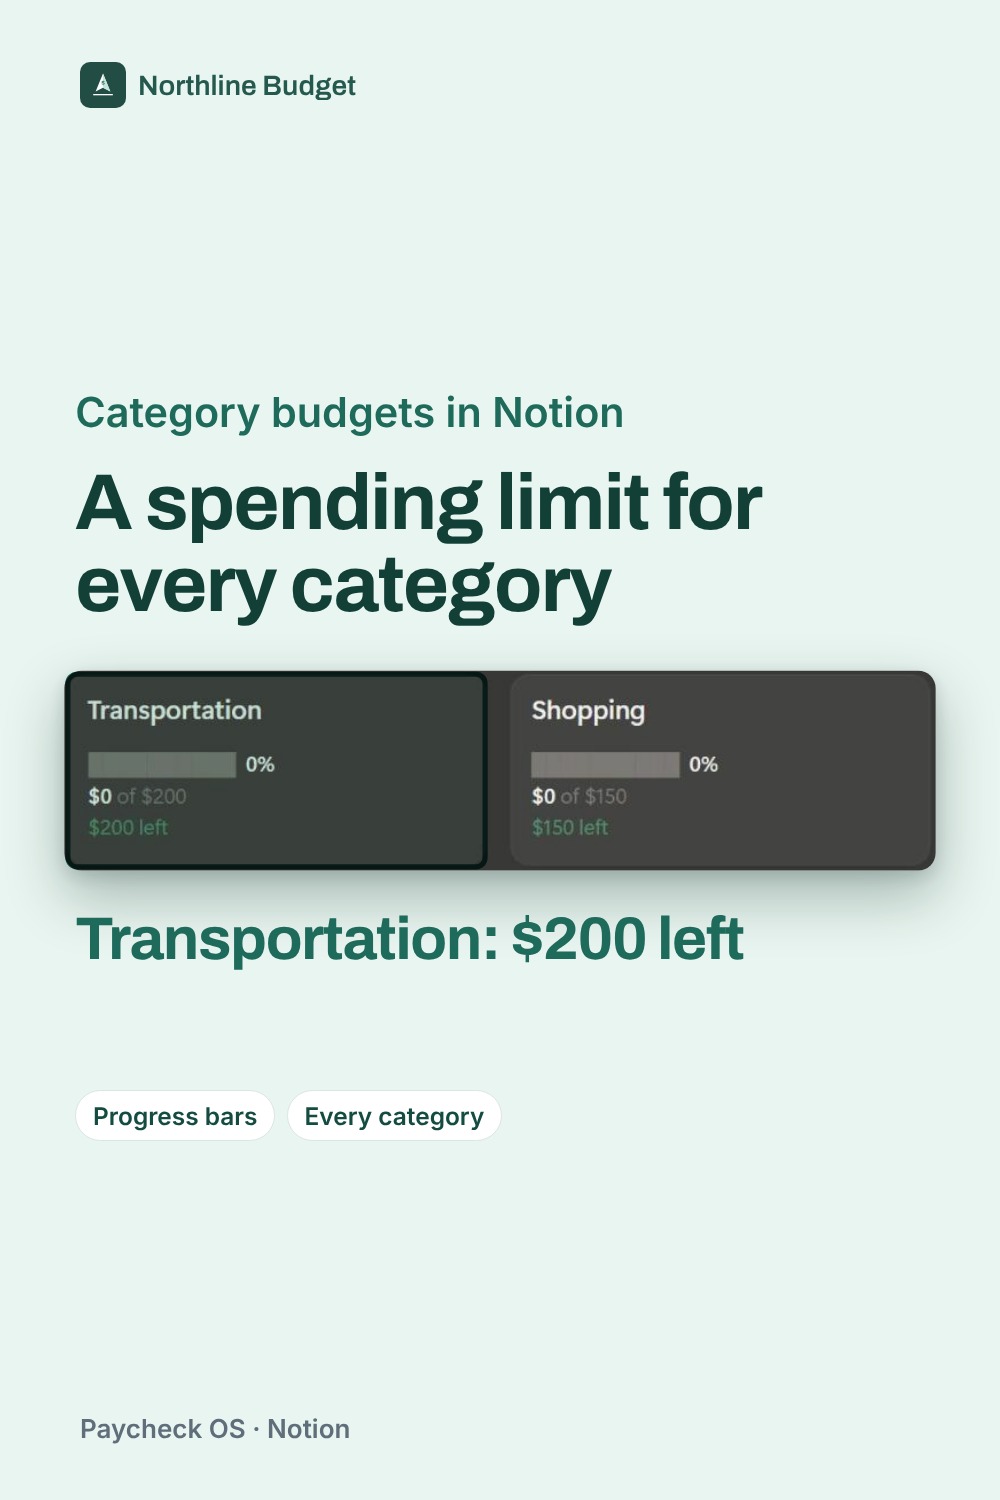 Northline Budget
Category budgets in Notion
A spending limit for
every category
Transportation
0%
$0 of $200
$200 left
Shopping
0%
$0 of $150
$150 left
Transportation: $200 left
Progress bars
Every category
Paycheck OS · Notion